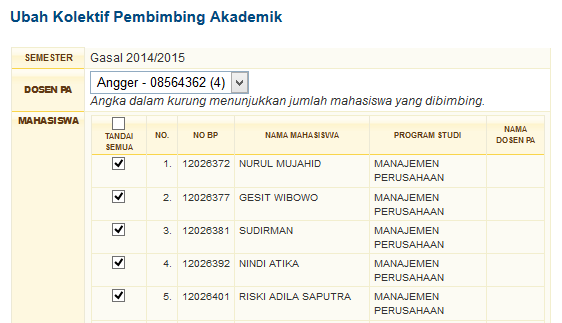 Ubah Kolektif Pembimbing Akademik
SEMESTER Gasal 2014/2015
DOSEN PA Angger - 08564362 (4)
Angka dalam kurung menunjukkan jumlah mahasiswa yang dibimbing.
MAHASISWA
TANDAI SEMUA NO. NO BP NAMA MAHASISWA PROGRAM STUDI NAMA DOSEN PA
1. 12026372 NURUL MUJAHID MANAJEMEN
PERUSAHAAN
2. 12026377 GESIT WIBOWO MANAJEMEN
PERUSAHAAN
3. 12026381 SUDIRMAN MANAJEMEN
PERUSAHAAN
4. 12026392 NINDI ATIKA MANAJEMEN
PERUSAHAAN
5. 12026401 RISKI ADILA SAPUTRA MANAJEMEN
PERUSAHAAN